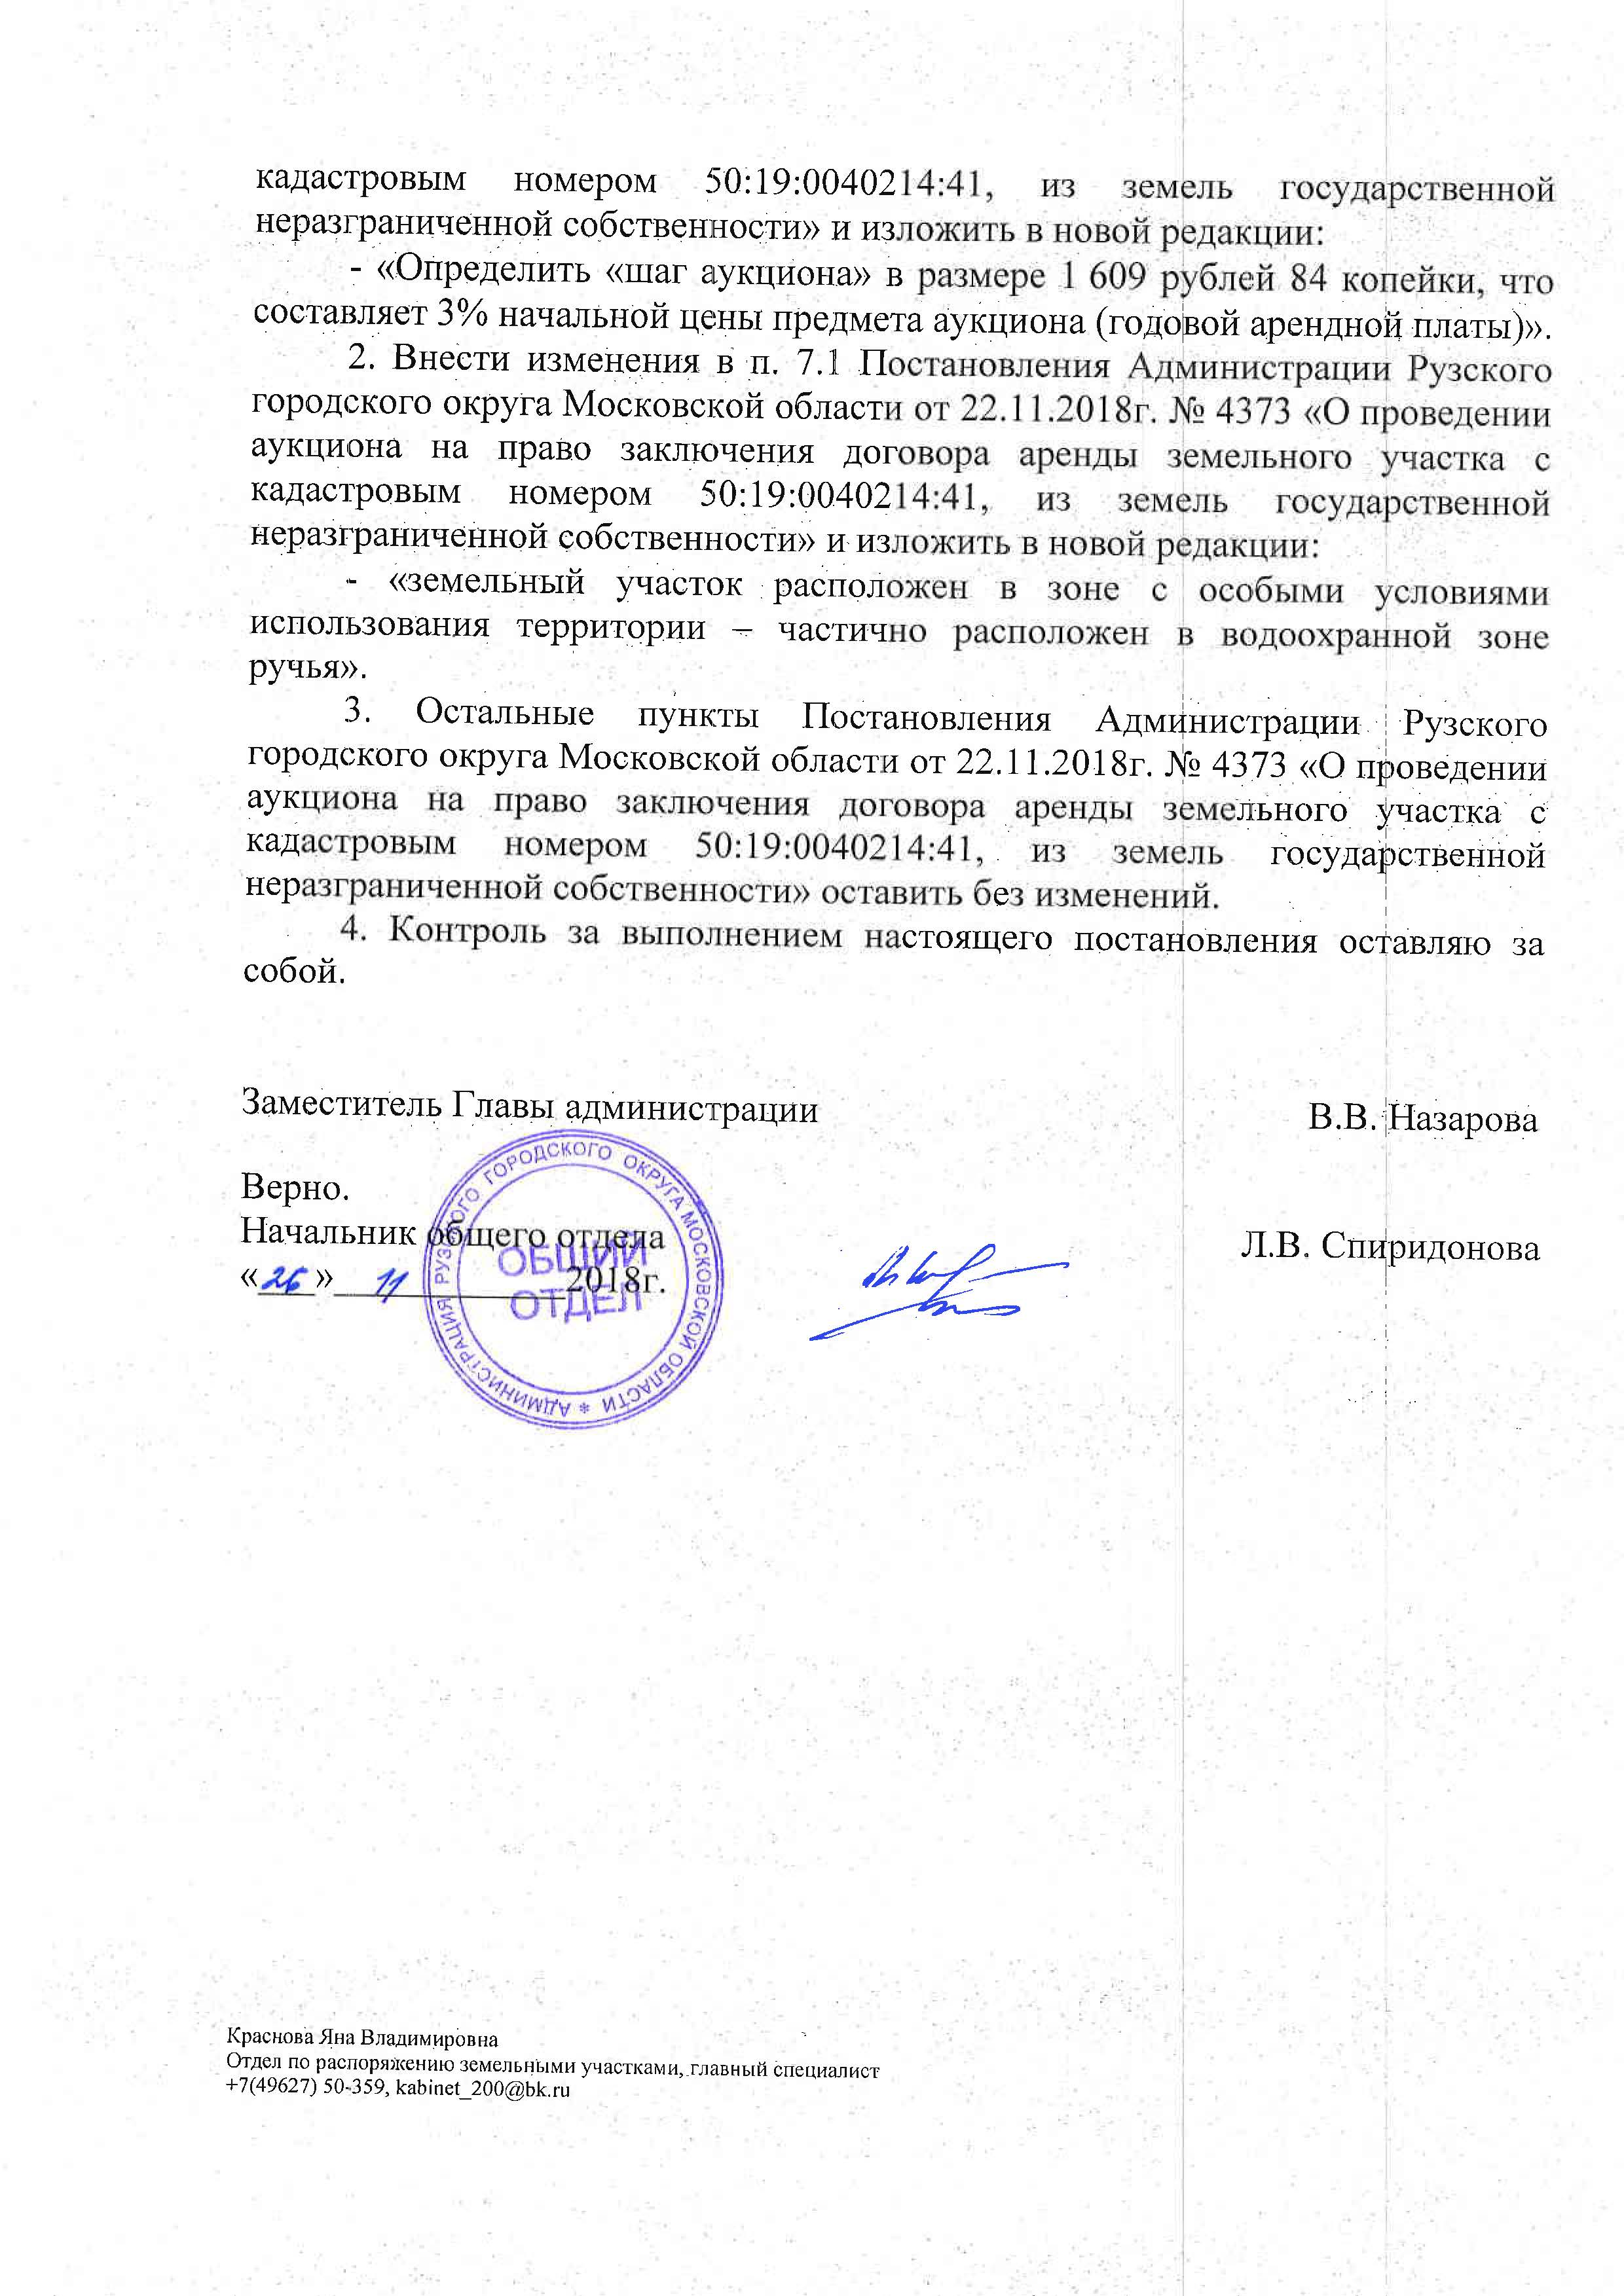 кадастровым номером 50:19:0040214:41, из земель государственной
неразграниченной собственности» и изложить в новой редакции:
- «Определить «шаг аукциона» в размере 1 609 рублей 84 копейки, что
составляет 3% начальной цены предмета аукциона (годовой арендной платы)».
2. Внести изменения в п. 7.1 Постановления Администрации Рузского
городского округа Московской области от 22.11.2018г. № 4373 «О проведении
аукциона на право заключения договора аренды земельного участка с
кадастровым номером 50:19:0040214:41, из земель государственной
неразграниченной собственности» и изложить в новой редакции:
- «земельный участок расположен в зоне с особыми условиями
использования территории – частично расположен в водоохранной зоне
ручья».
3. Остальные пункты Постановления Администрации Рузского
городского округа Московской области от 22.11.2018г. № 4373 «О проведении
аукциона на право заключения договора аренды земельного участка с
кадастровым номером 50:19:0040214:41, из земель государственной
неразграниченной собственности» оставить без изменений.
4. Контроль за выполнением настоящего постановления оставляю за
собой.
Заместитель Главы администрации В.В. Назарова
Верно.
Начальник общего отдела Л.В. Спиридонова
«26» 11 2018г.
АДМИНИСТРАЦИЯ РУЗСКОГО ГОРОДСКОГО ОКРУГА МОСКОВСКОЙ ОБЛАСТИ *
ОБЩИЙ
ОТДЕЛ
Краснова Яна Владимировна
Отдел по распоряжению земельными участками, главный специалист
+7(49627) 50-359, kabinet_200@bk.ru